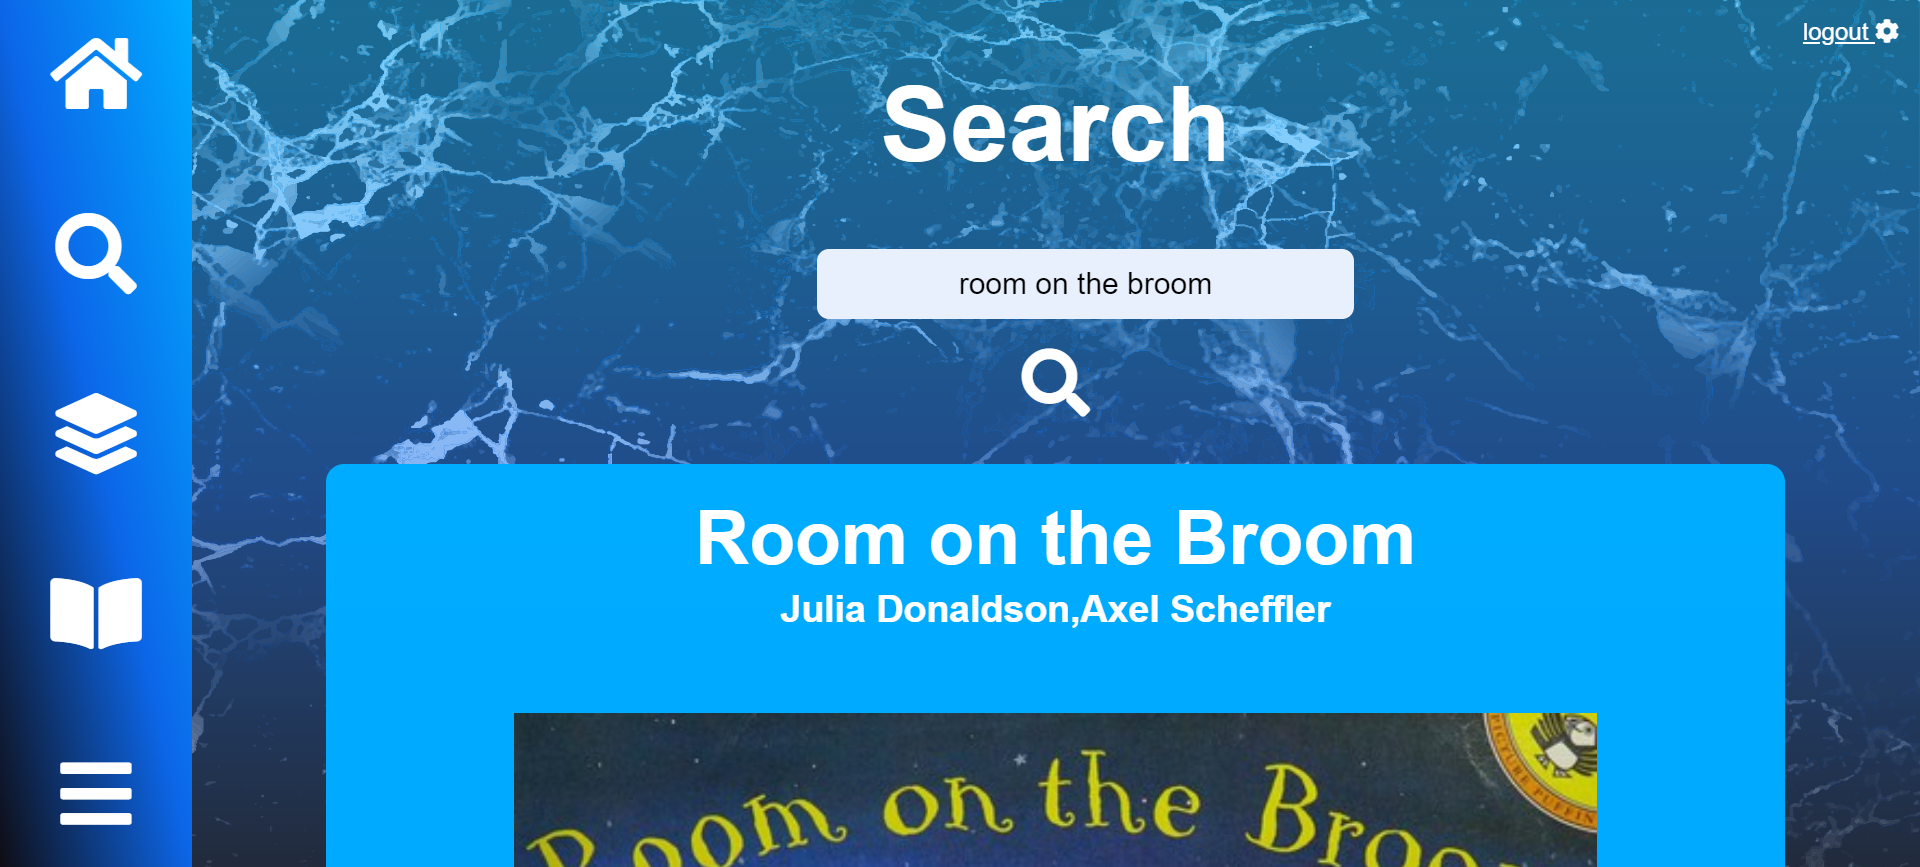 logout
Search
room on the broom
Room on the Broom
Julia Donaldson,Axel Scheffler
Room on the Broo
PICTURE PUFFIN